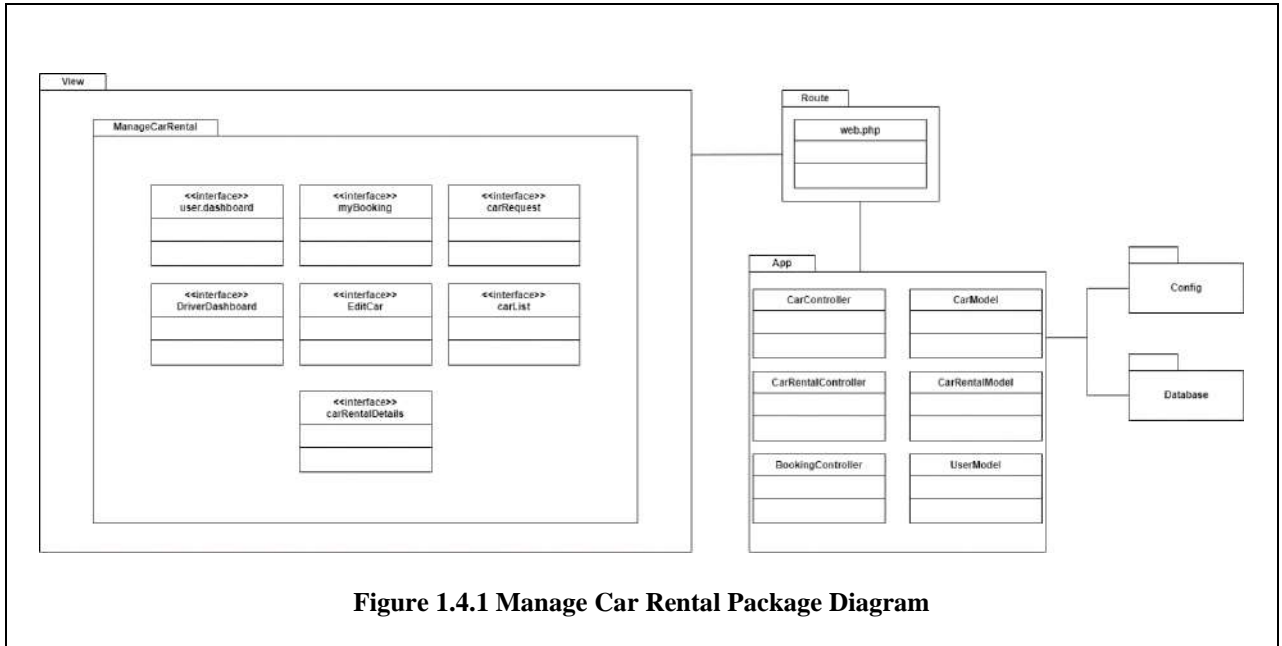 View
ManageCarRental
<<interface>>
user.dashboard
<<interface>>
myBooking
<<interface>>
carRequest
<<interface>>
DriverDashboard
<<interface>>
EditCar
<<interface>>
carList
<<interface>>
carRentalDetails
Route
web.php
App
CarController
CarModel
CarRentalController
CarRentalModel
BookingController
UserModel
Config
Database
Figure 1.4.1 Manage Car Rental Package Diagram